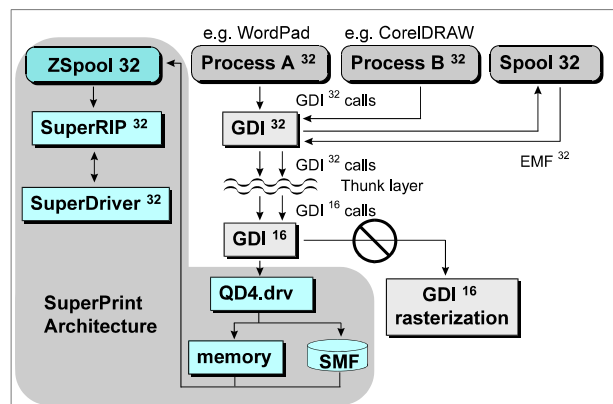 e.g. WordPad
e.g. CorelDRAW
ZSpool 32
Process A 32
Process B 32
Spool 32
GDI 32 calls
SuperRIP 32
GDI 32
EMF 32
GDI 32 calls
Thunk layer
SuperDriver 32
GDI 16 calls
GDI 16
QD4.drv
GDI 16
rasterization
SuperPrint
Architecture
memory
SMF